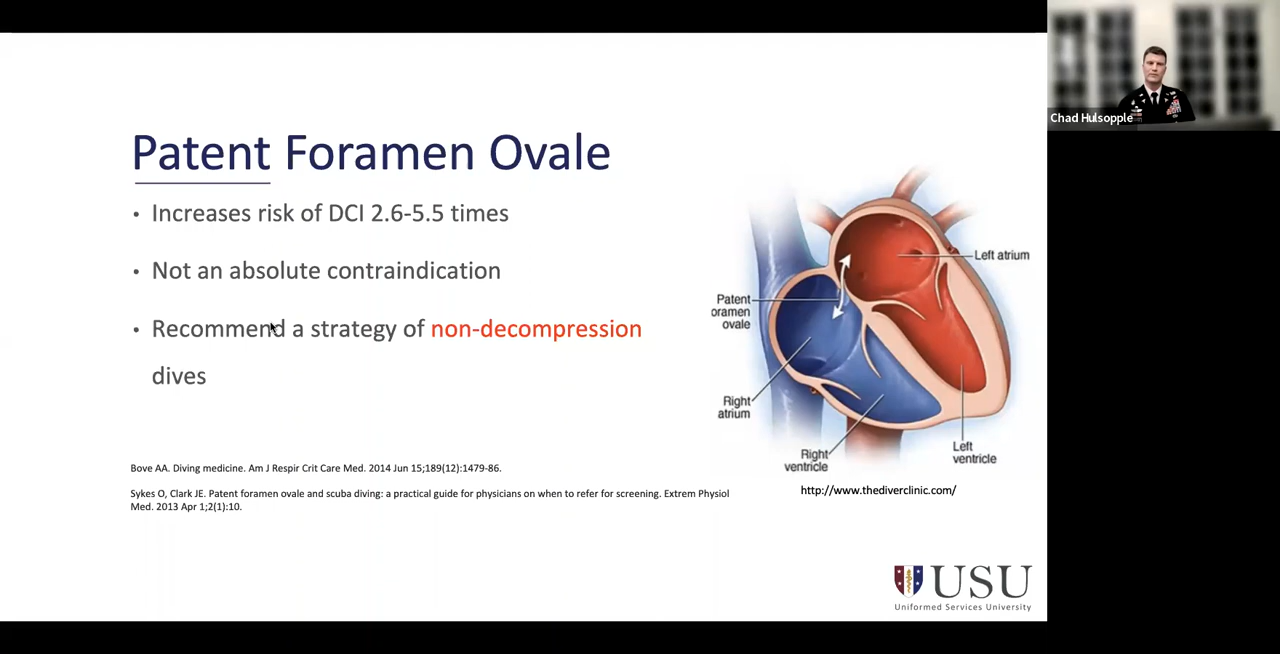 Patent Foramen Ovale
• Increases risk of DCI 2.6-5.5 times
• Not an absolute contraindication
• Recommend a strategy of non-decompression
dives
Bove AA. Diving medicine. Am J Respir Crit Care Med. 2014 Jun 15;189(12):1479-86.
Sykes O, Clark JE. Patent foramen ovale and scuba diving: a practical guide for physicians on when to refer for screening. Extrem Physiol
Med. 2013 Apr 1;2(1):10.
Left atrium
Patent
oramen
ovale
Right
atrium
Right
ventricle
Left
ventricle
http://www.thediverclinic.com/
USU
Uniformed Services University
Chad Hulsopple